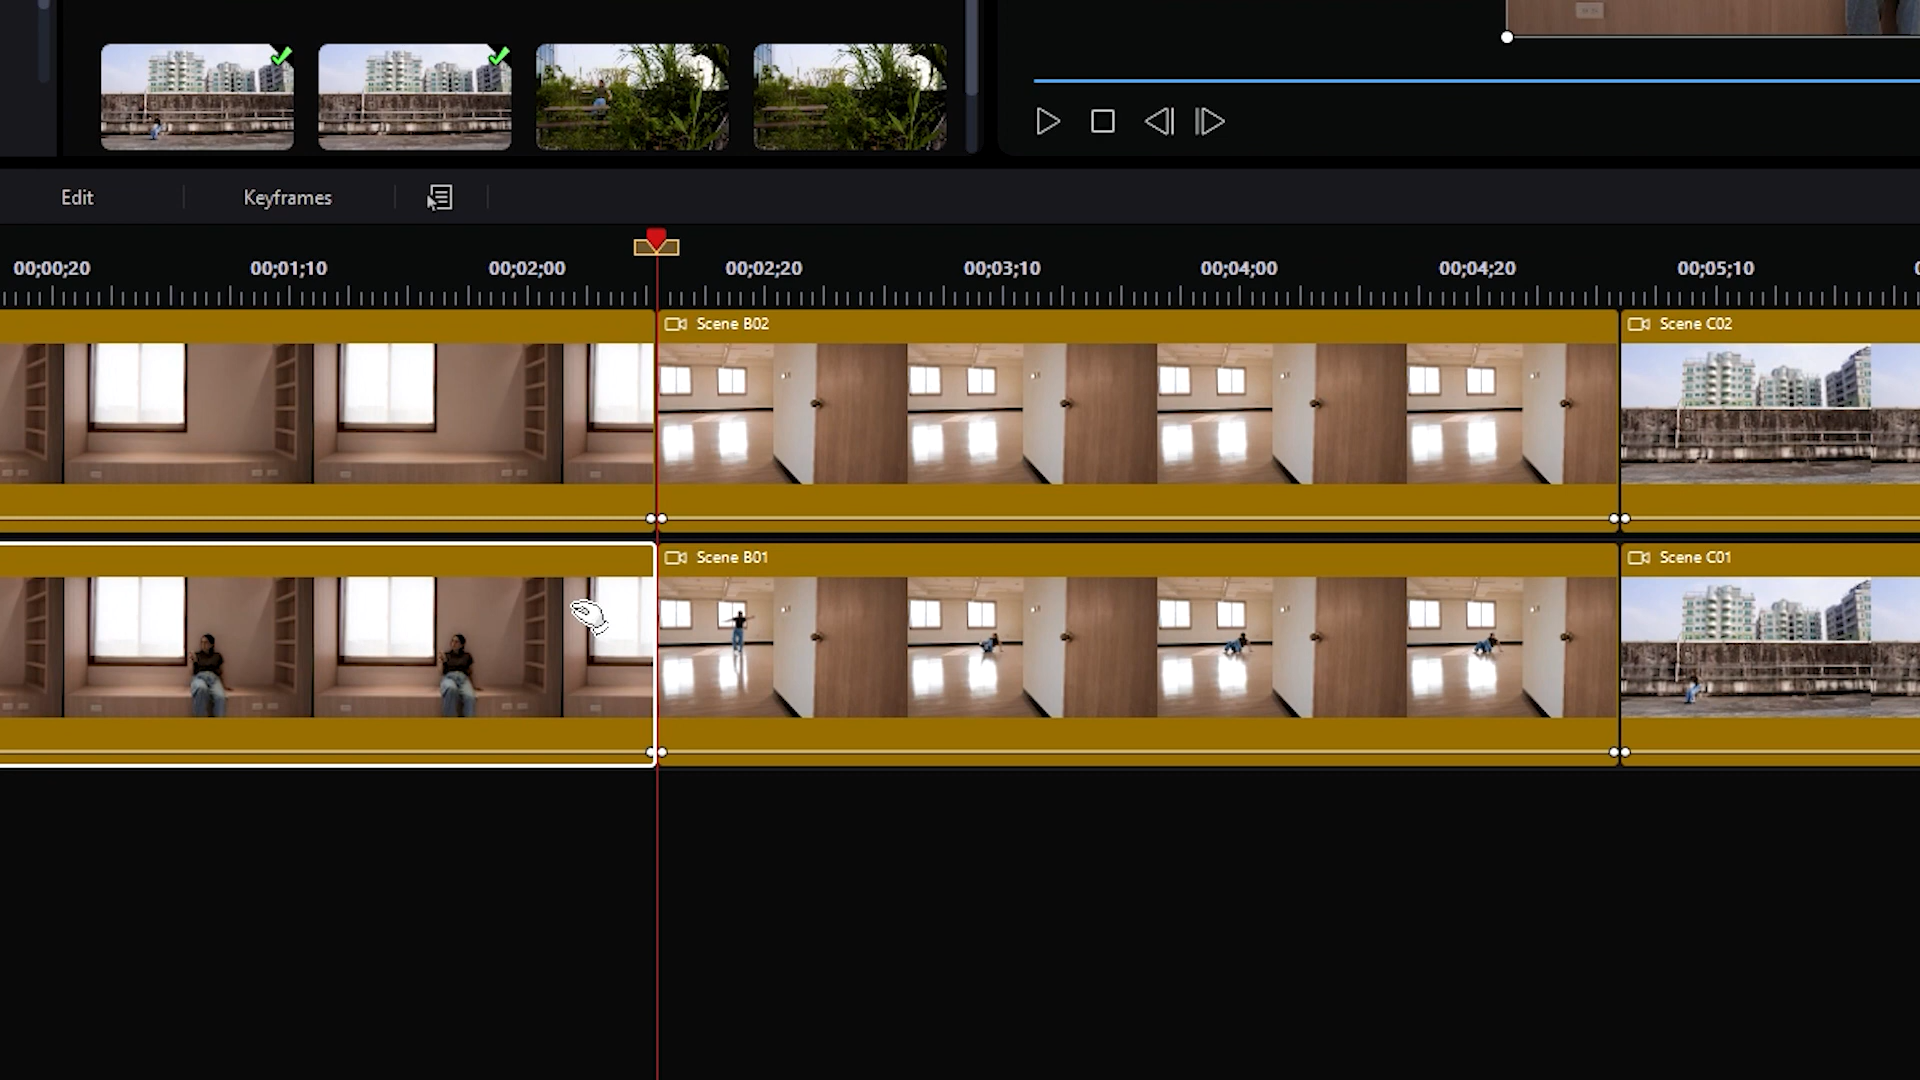 Edit
Keyframes
00;00;20
00;01;10
00;02;00
00;02;20
00;03;10
00;04;00
00;04;20
00;05;10
Scene B02
Scene C02
Scene B01
Scene C01